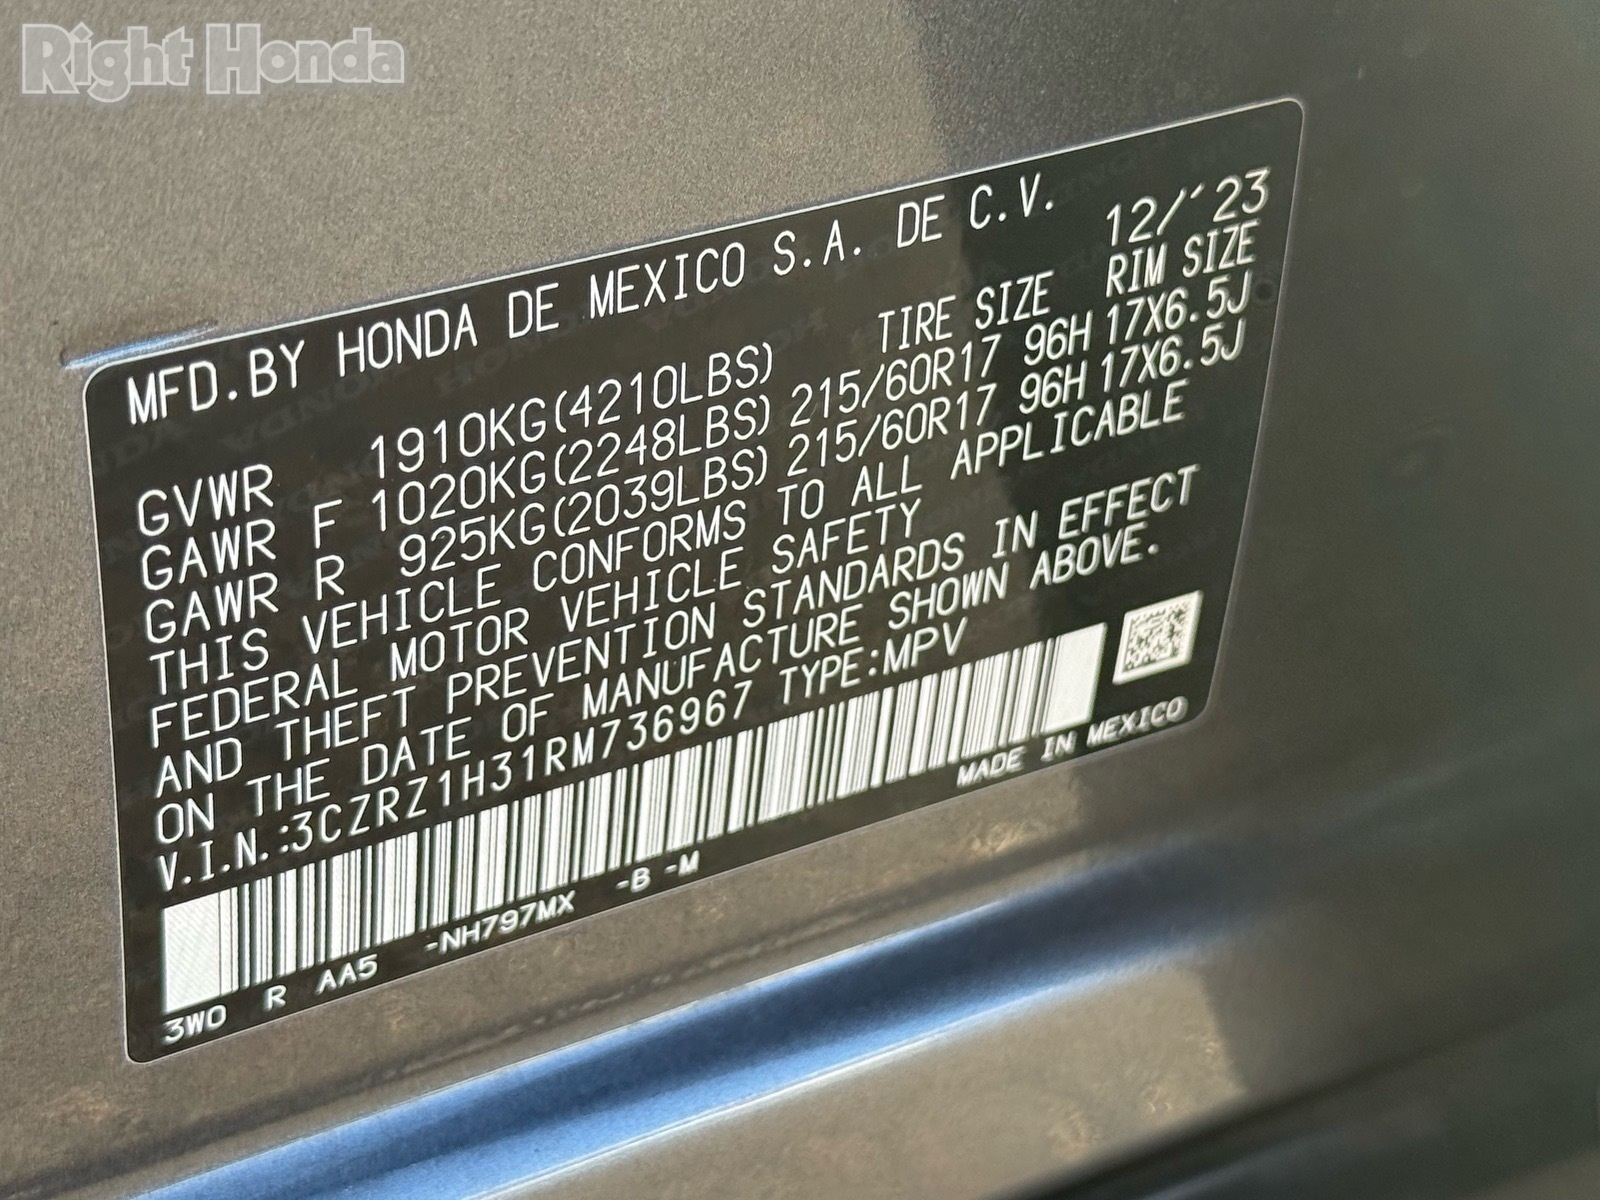 Right Honda
MFD.BY HONDA DE MEXICO S.A. DE C.V. 12/'23
TIRE SIZE RIM SIZE
GVWR 1910KG(4210LBS)
GAWR F 1020KG(2248LBS) 215/60R17 96H 17X6.5J
GAWR R 925KG(2039LBS) 215/60R17 96H 17X6.5J
THIS VEHICLE CONFORMS TO ALL APPLICABLE
FEDERAL MOTOR VEHICLE SAFETY
AND THEFT PREVENTION STANDARDS IN EFFECT
ON THE DATE OF MANUFACTURE SHOWN ABOVE.
V.I.N.:3CZRZ1H31RM736967 TYPE:MPV
MADE IN MEXICO
3W0 R AA5 -NH797MX -B -M